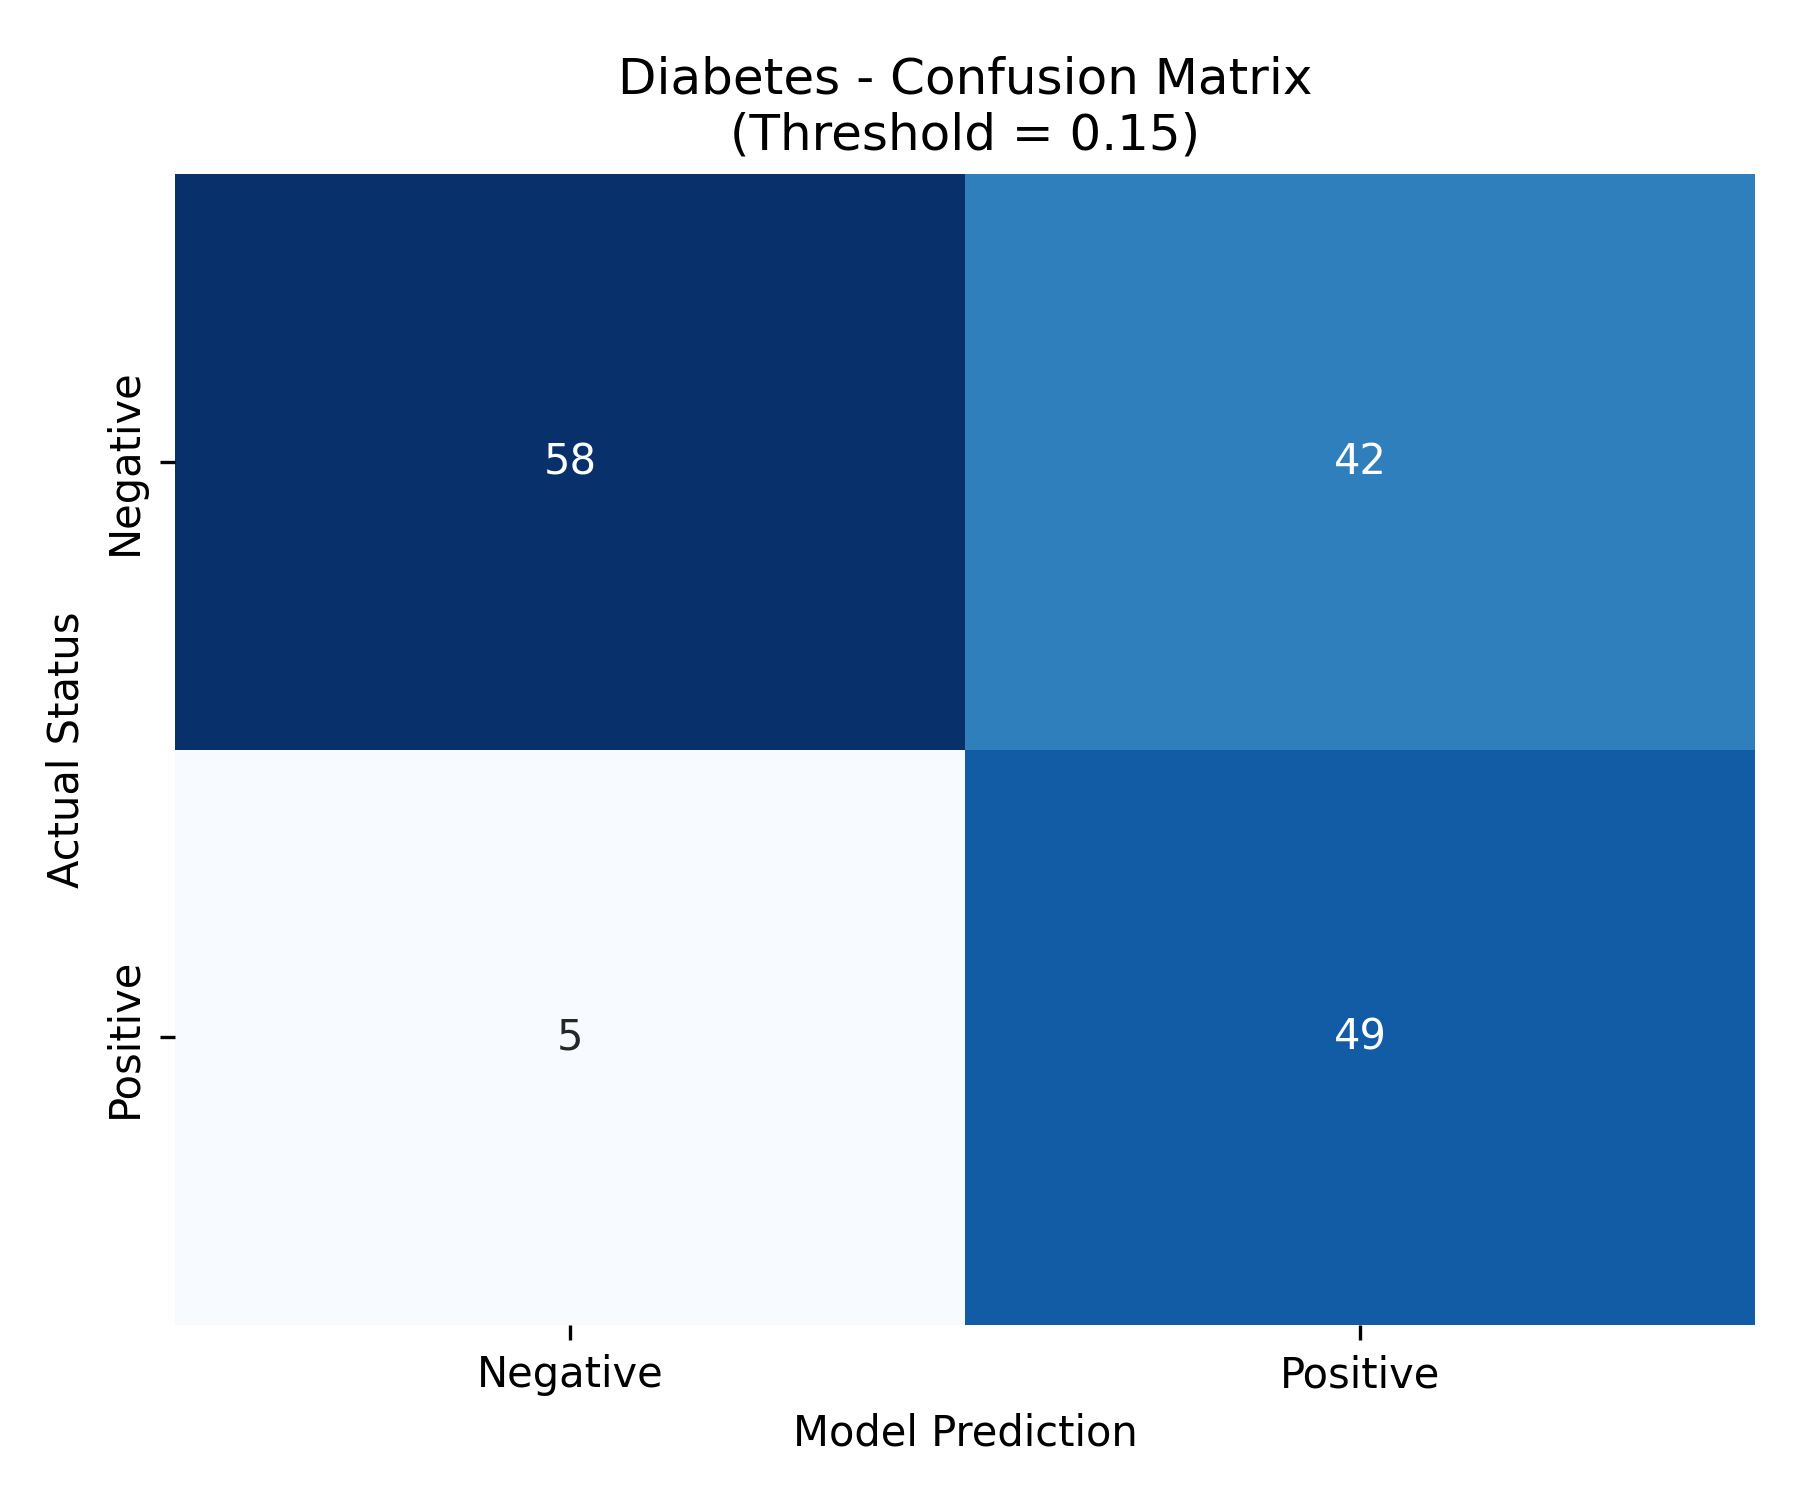 Diabetes - Confusion Matrix
(Threshold = 0.15)
Actual Status
Negative
58
42
Positive
5
49
Negative
Positive
Model Prediction